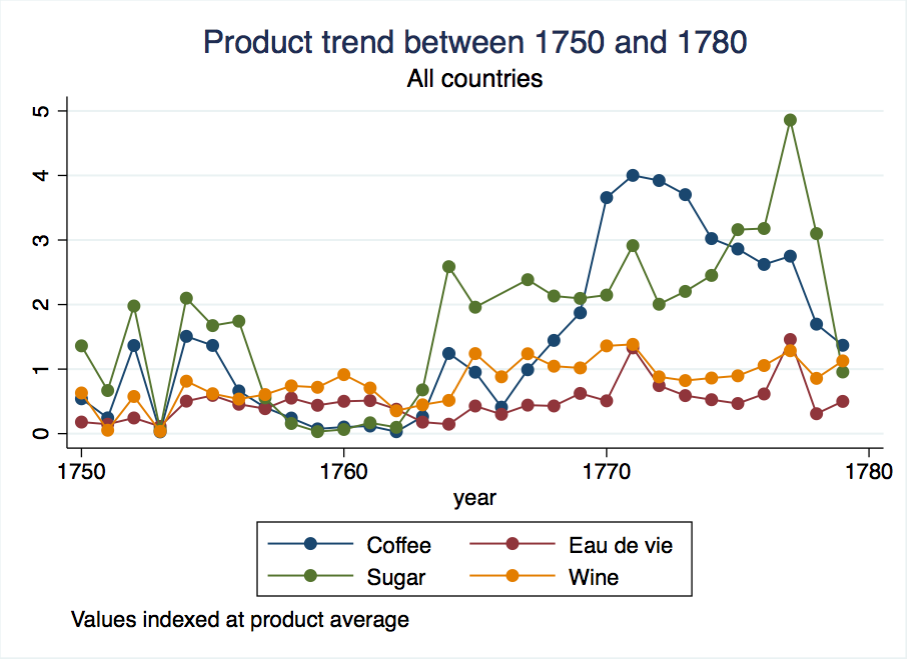 Product trend between 1750 and 1780
All countries
5
4
3
2
1
0
1750 1760 1770 1780
year
Coffee Eau de vie
Sugar Wine
Values indexed at product average